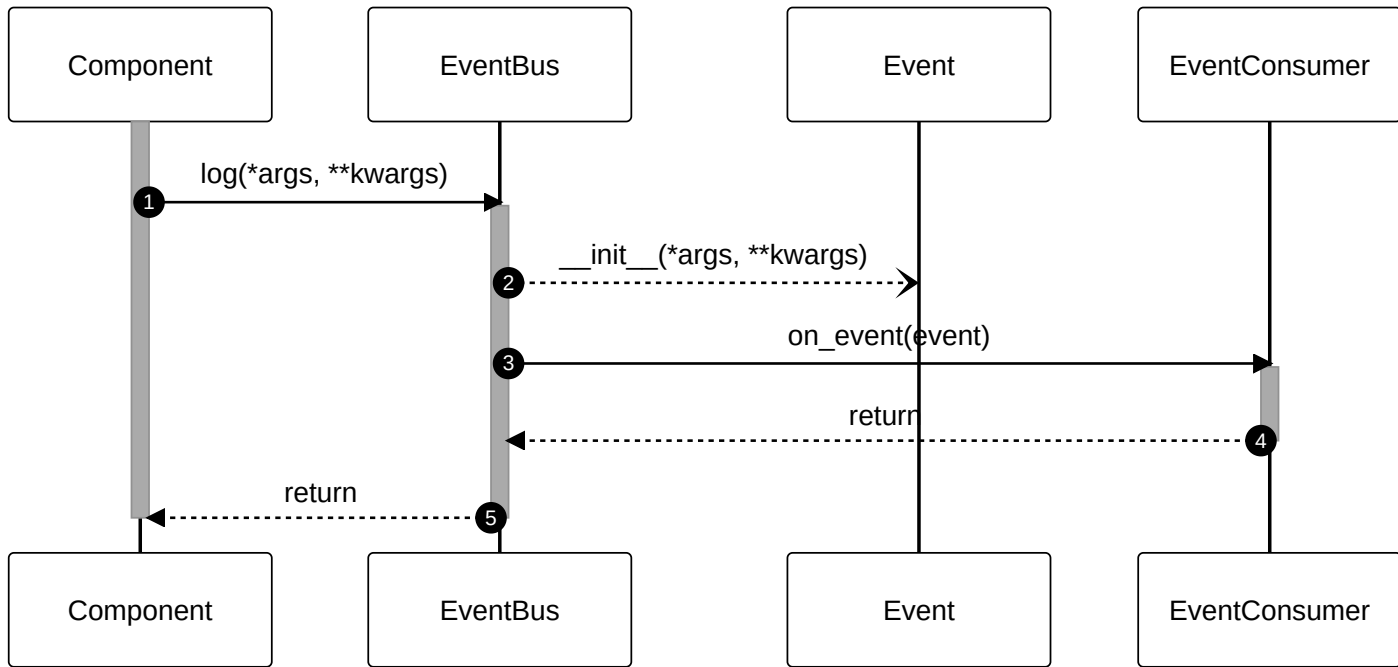 Component
EventBus
Event
EventConsumer
log(*args, **kwargs)
1
__init__(*args, **kwargs)
2
on_event(event)
3
return
4
return
5
Component
EventBus
Event
EventConsumer